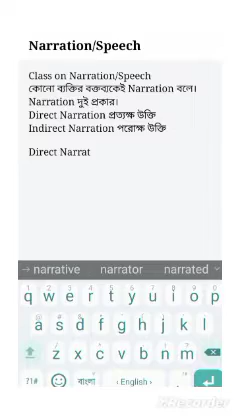 Narration/Speech
Class on Narration/Speech
কোনো ব্যক্তির বক্তব্যকেই Narration বলে।
Narration দুই প্রকার।
Direct Narration প্রত্যক্ষ উক্তি
Indirect Narration পরোক্ষ উক্তি
Direct Narrat
narrative narrator narrated
q w e r t y u i o p
a s d f g h j k l
z x c v b n m
?1# বাংলা English